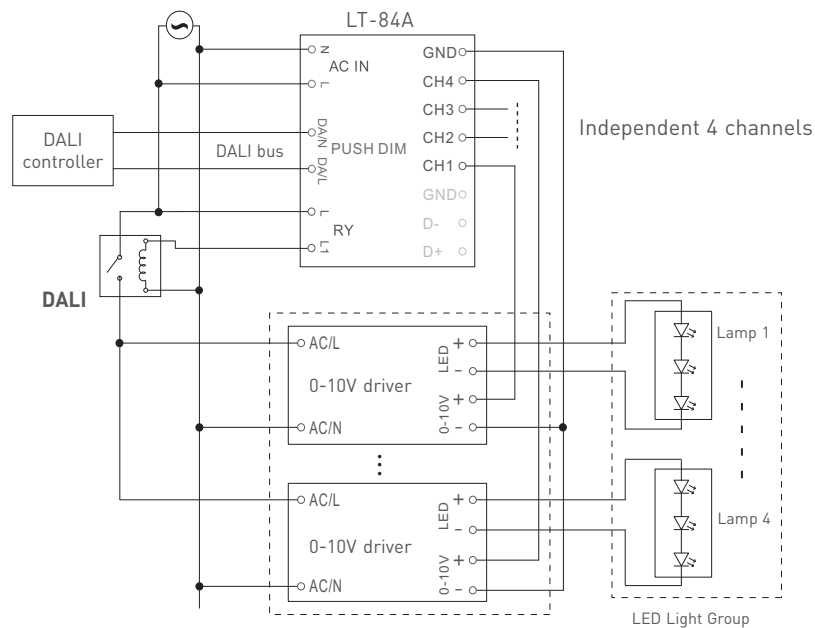 LT-84A
N
AC IN
L
GND
CH4
CH3
CH2
CH1
GND
D-
D+
Independent 4 channels
DALI
controller
DALI bus
DA/N
DA/L
PUSH DIM
L
RY
L1
DALI
AC/L
0-10V driver
AC/N
+
LED
-
+
0-10V
-
Lamp 1
AC/L
0-10V driver
AC/N
+
LED
-
+
0-10V
-
Lamp 4
LED Light Group